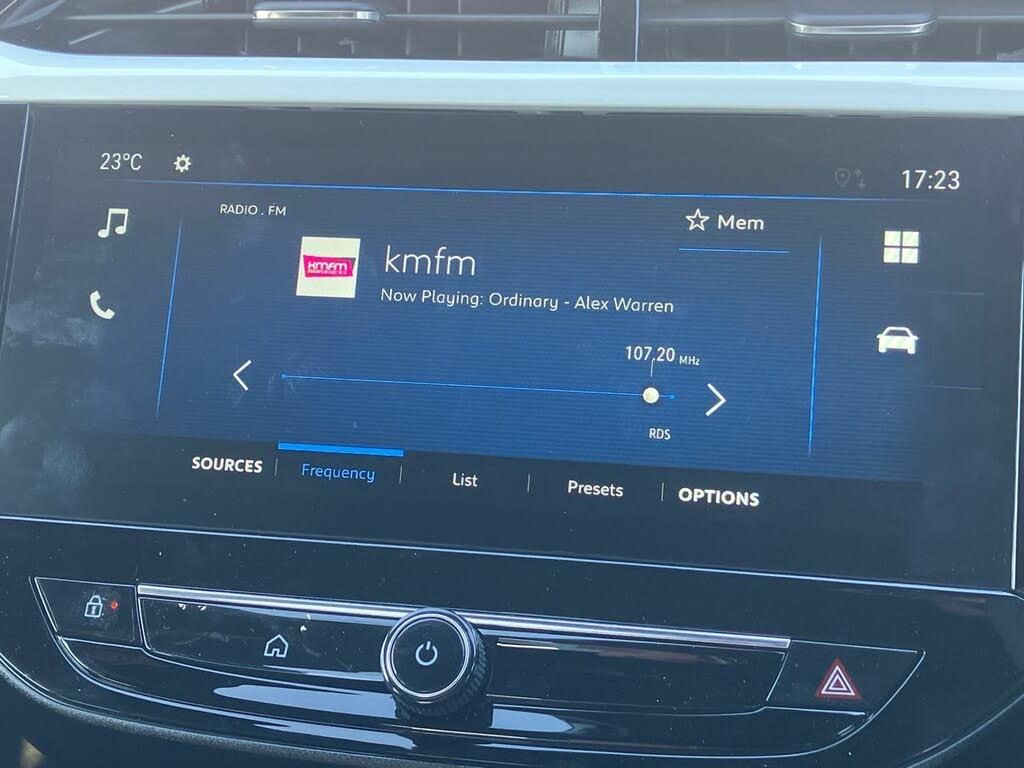 23°C
17:23
RADIO . FM
Mem
kmfm
kmfm
Now Playing: Ordinary - Alex Warren
107.20 MHz
RDS
SOURCES
Frequency
List
Presets
OPTIONS